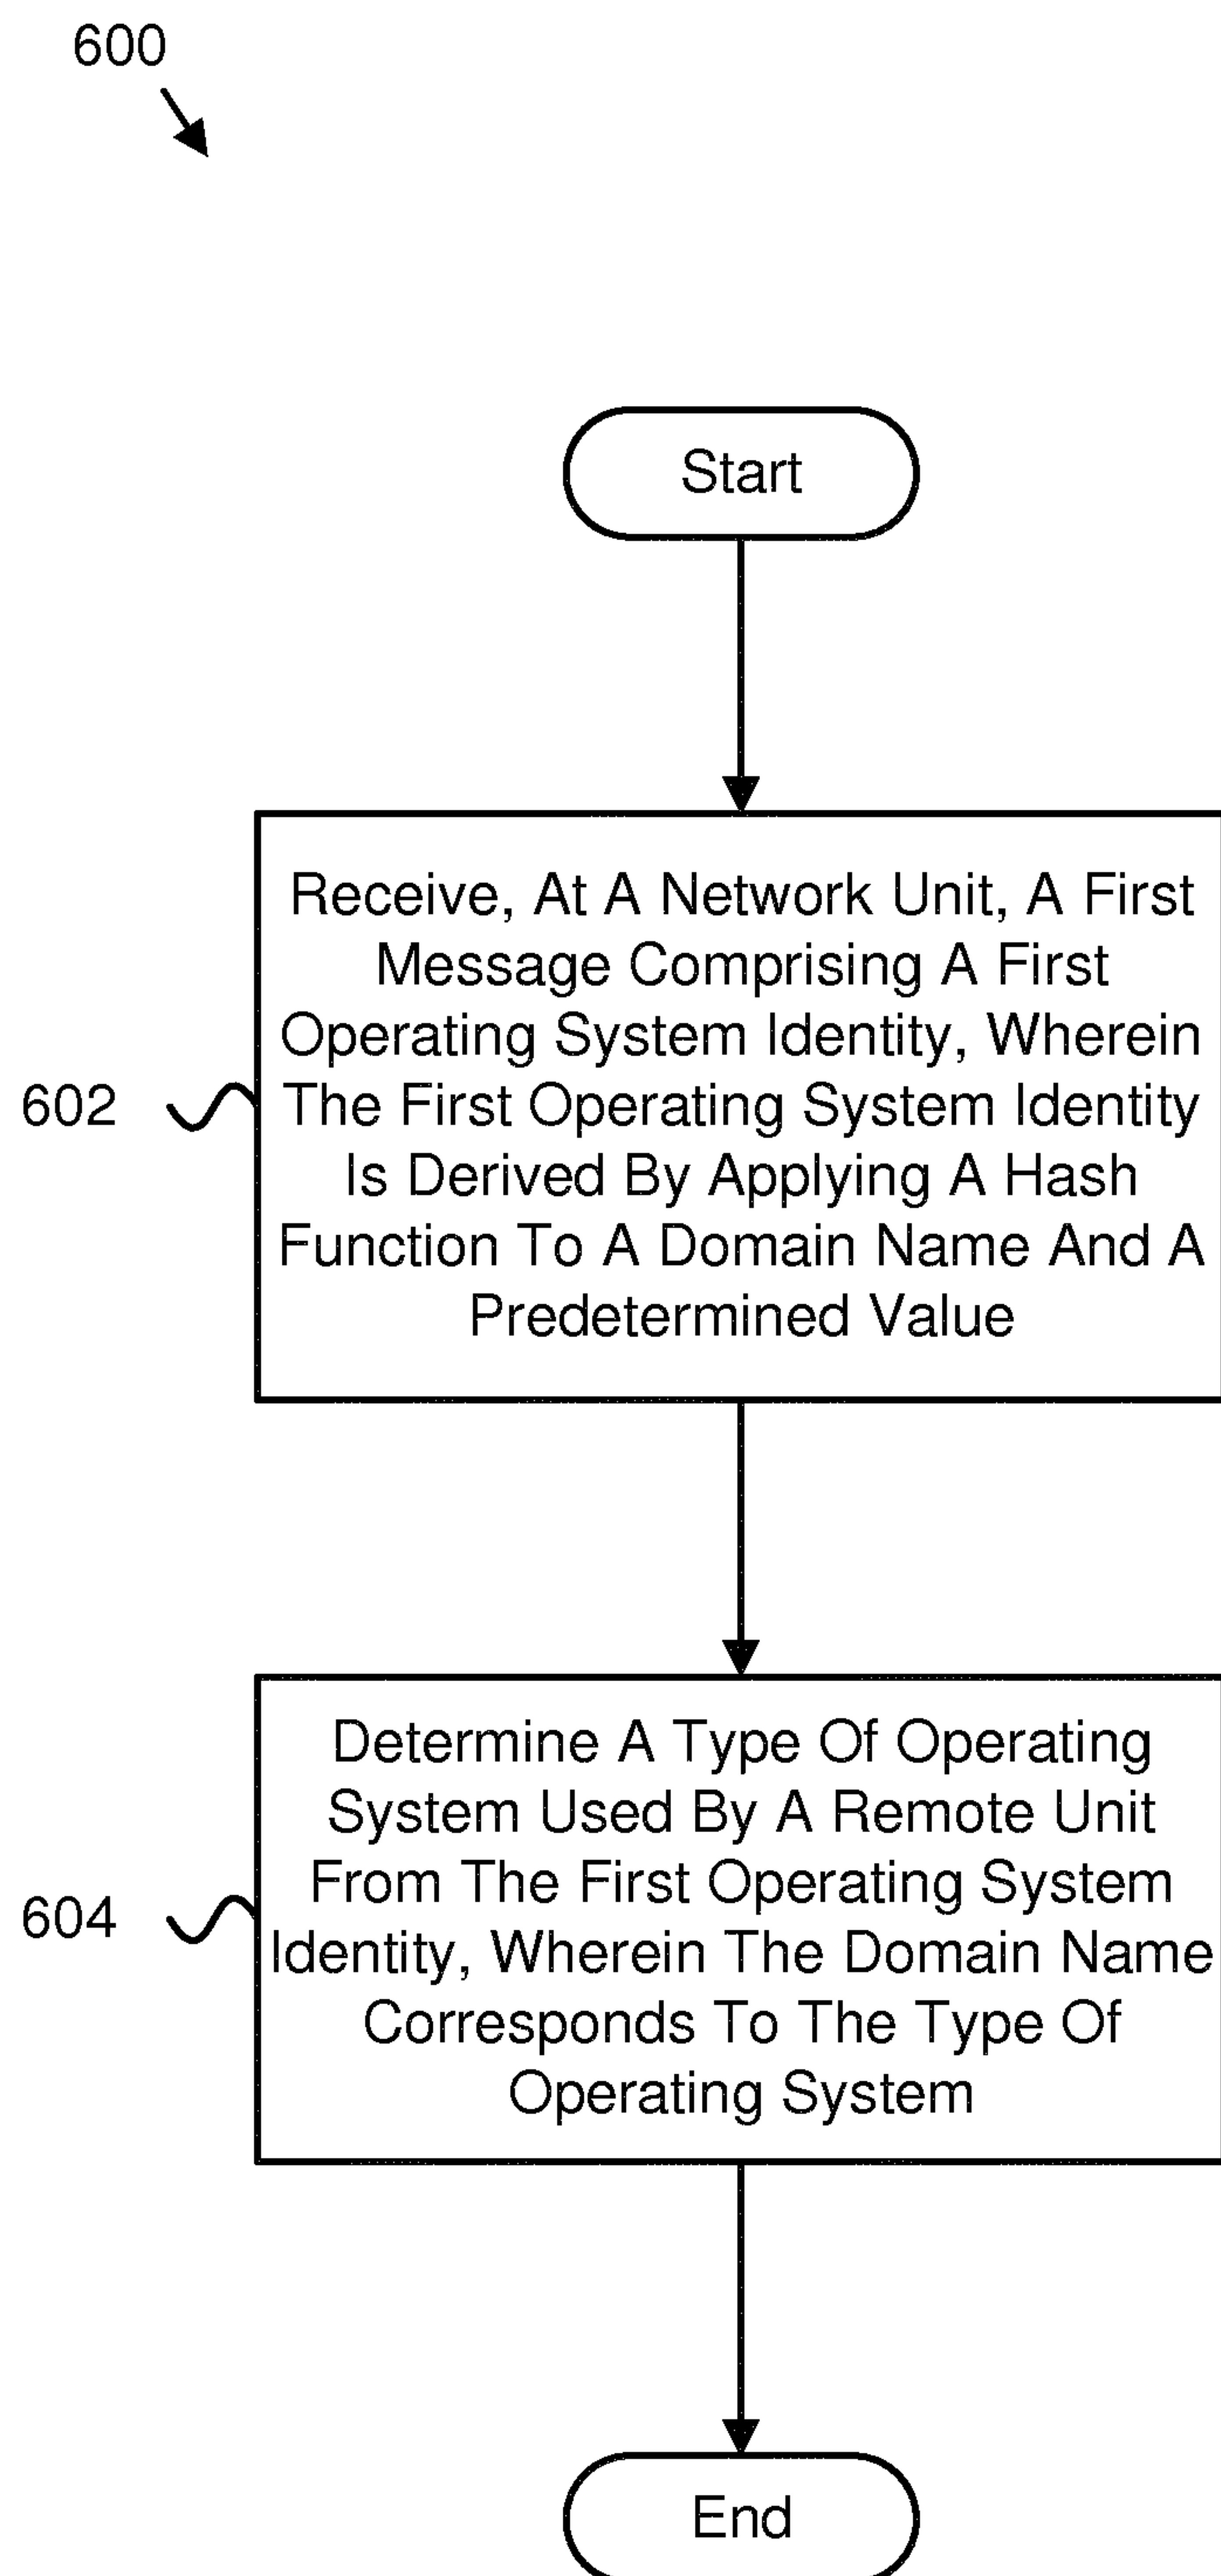 600
Start
Receive, At A Network Unit, A First
Message Comprising A First
Operating System Identity, Wherein
The First Operating System Identity
Is Derived By Applying A Hash
Function To A Domain Name And A
Predetermined Value
602
Determine A Type Of Operating
System Used By A Remote Unit
From The First Operating System
Identity, Wherein The Domain Name
Corresponds To The Type Of
Operating System
604
End